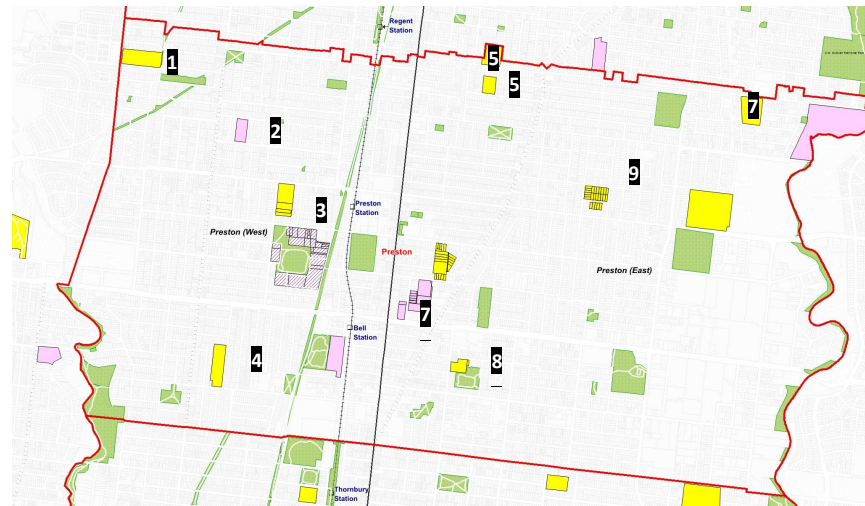 Regent
Station
1
5
5
7
2
9
3
Preston
Station
Preston (West)
Preston
Preston (East)
7
Bell
Station
4
8
Thornbury
Station